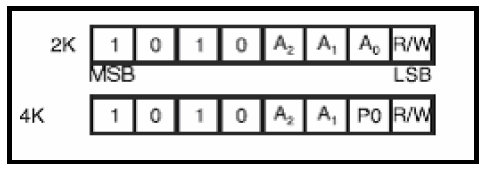 2K 1 0 1 0 A₂ A₁ A₀ R/W
MSB LSB
4K 1 0 1 0 A₂ A₁ P0 R/W